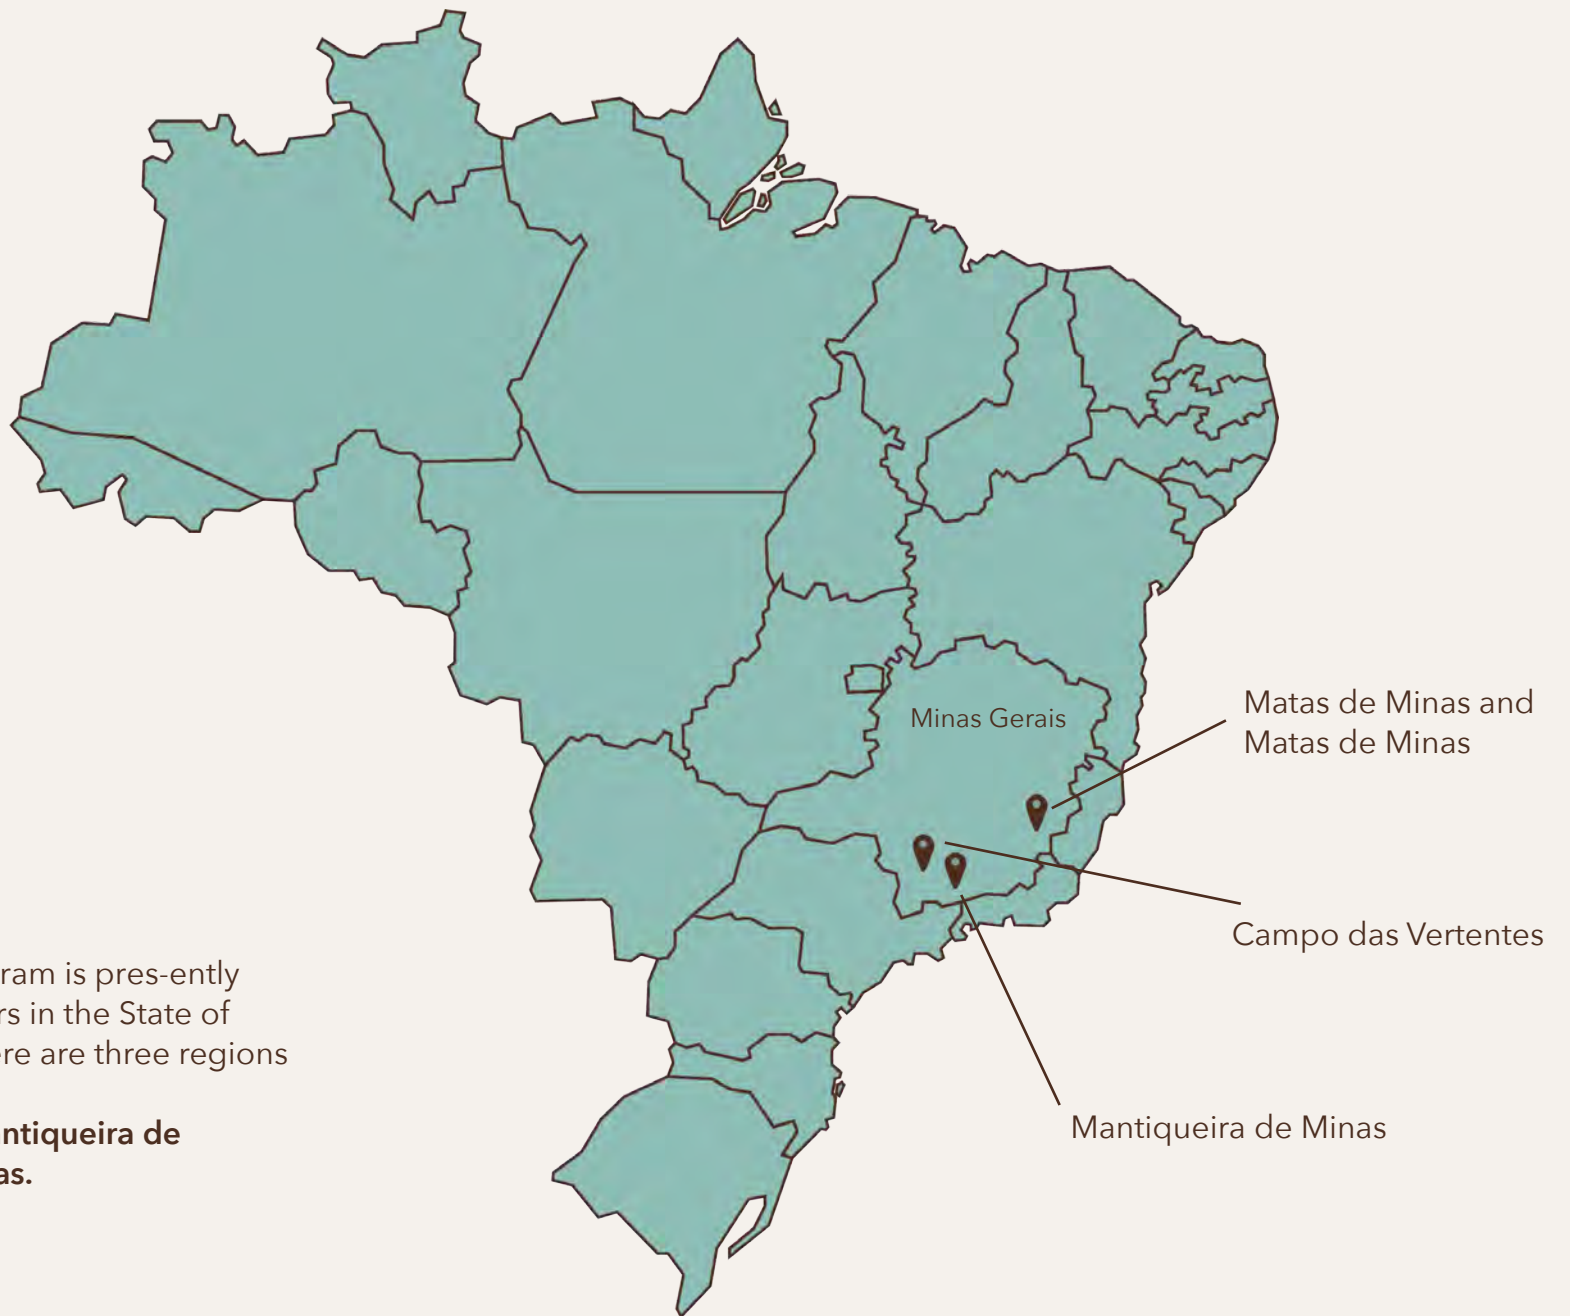 Minas Gerais
Matas de Minas and
Matas de Minas
Campo das Vertentes
Mantiqueira de Minas
ram is pres-ently
rs in the State of
ere are three regions
ntiqueira de
as.